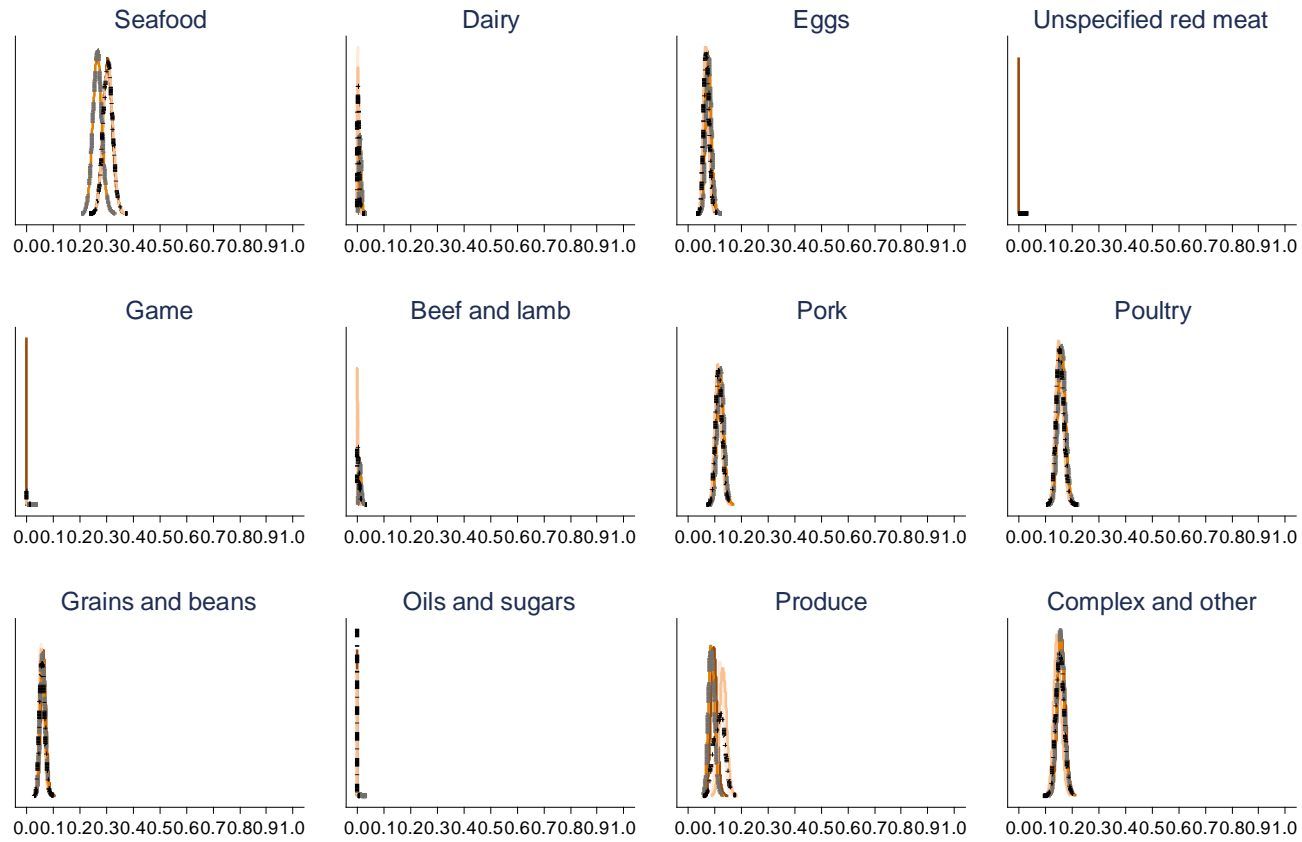 Seafood Dairy Eggs Unspecified red meat
0.00.10.20.30.40.50.60.70.80.91.0 0.00.10.20.30.40.50.60.70.80.91.0 0.00.10.20.30.40.50.60.70.80.91.0 0.00.10.20.30.40.50.60.70.80.91.0
Game Beef and lamb Pork Poultry
0.00.10.20.30.40.50.60.70.80.91.0 0.00.10.20.30.40.50.60.70.80.91.0 0.00.10.20.30.40.50.60.70.80.91.0 0.00.10.20.30.40.50.60.70.80.91.0
Grains and beans Oils and sugars Produce Complex and other
0.00.10.20.30.40.50.60.70.80.91.0 0.00.10.20.30.40.50.60.70.80.91.0 0.00.10.20.30.40.50.60.70.80.91.0 0.00.10.20.30.40.50.60.70.80.91.0